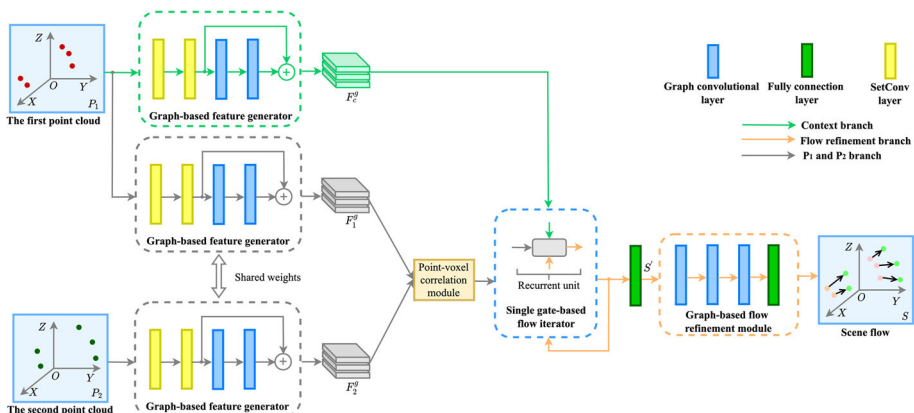 Z
O
Y
X
P₁
The first point cloud
Graph-based feature generator
F_c^g
Graph convolutional
layer
Fully connection
layer
SetConv
layer
Context branch
Flow refinement branch
P₁ and P₂ branch
Graph-based feature generator
F_1^g
Shared weights
Point-voxel
correlation
module
Recurrent unit
Single gate-based
flow iterator
S'
Graph-based flow
refinement module
Z
O
Y
X
S
Scene flow
Z
O
Y
X
P₂
The second point cloud
Graph-based feature generator
F_2^g